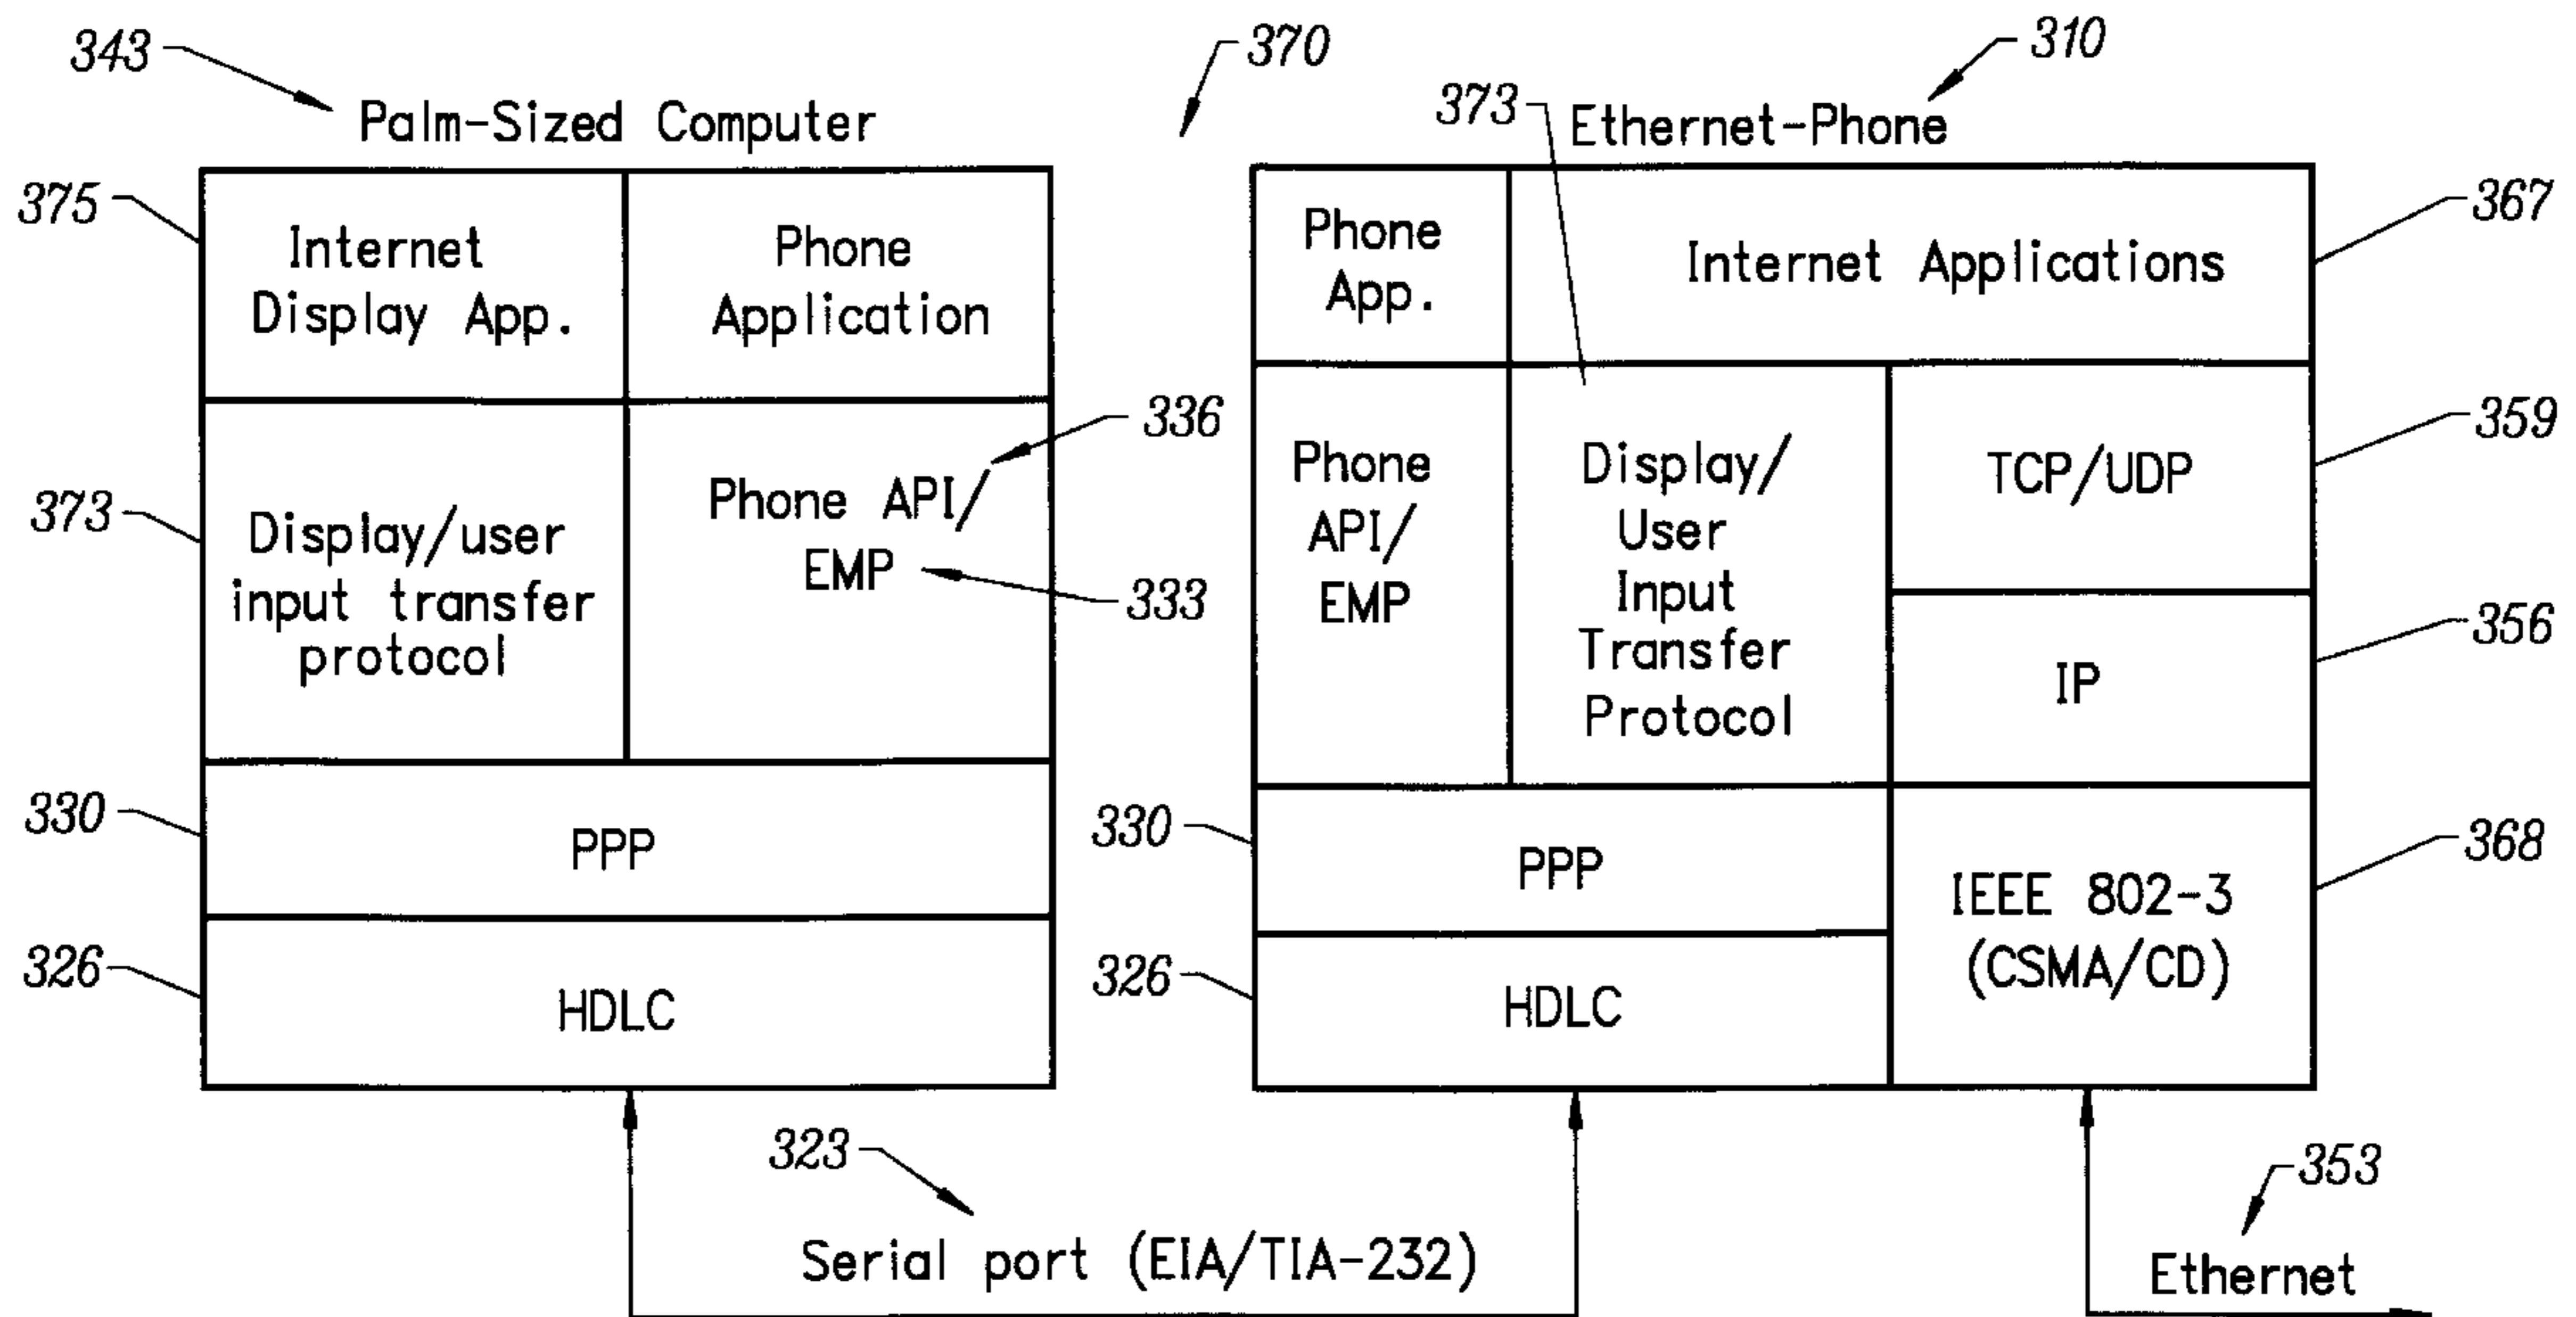 343
370
310
Palm-Sized Computer
373
Ethernet-Phone
375
Internet
Display App.
Phone
Application
Phone
App.
Internet Applications
367
373
Display/user
input transfer
protocol
Phone API/
EMP
336
333
Phone
API/
EMP
Display/
User
Input
Transfer
Protocol
TCP/UDP
359
IP
356
330
PPP
330
PPP
IEEE 802-3
(CSMA/CD)
368
326
HDLC
326
HDLC
323
Serial port (EIA/TIA-232)
353
Ethernet